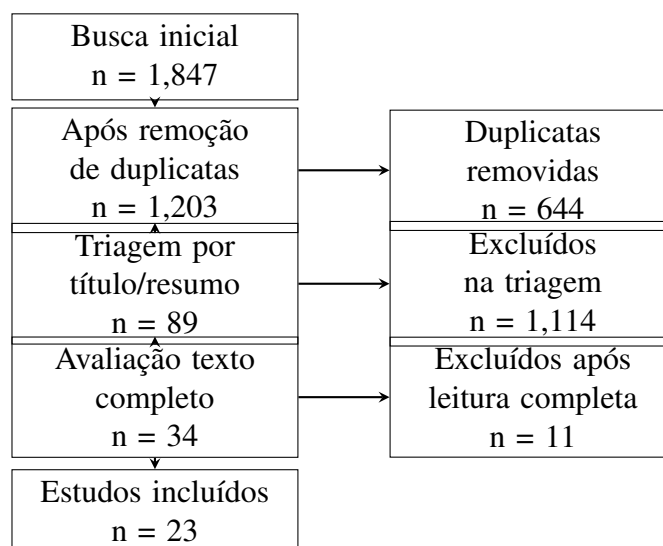 Busca inicial
n = 1,847
Após remoção
de duplicatas
n = 1,203
Duplicatas
removidas
n = 644
Triagem por
título/resumo
n = 89
Excluídos
na triagem
n = 1,114
Avaliação texto
completo
n = 34
Excluídos após
leitura completa
n = 11
Estudos incluídos
n = 23